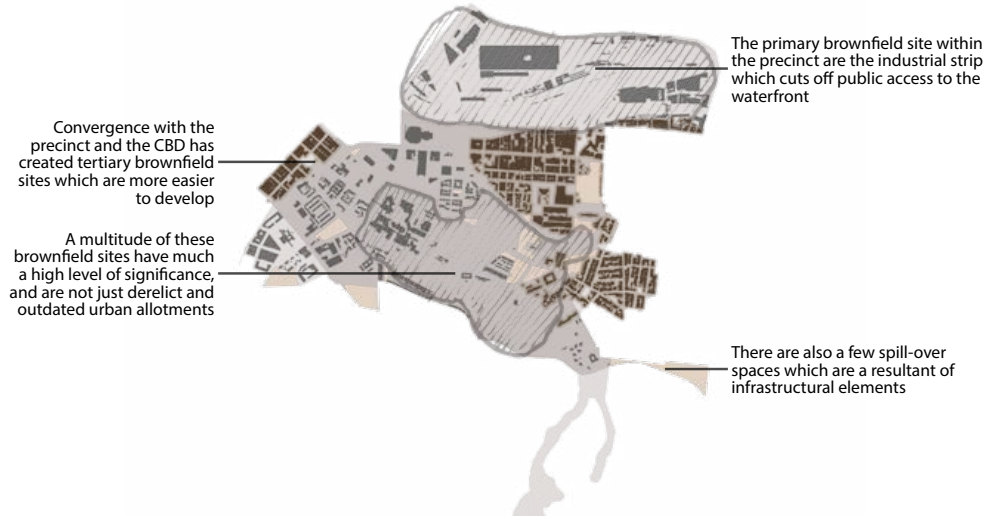 The primary brownfield site within
the precinct are the industrial strip
which cuts off public access to the
waterfront
Convergence with the
precinct and the CBD has
created tertiary brownfield
sites which are more easier
to develop
A multitude of these
brownfield sites have much
a high level of significance,
and are not just derelict and
outdated urban allotments
There are also a few spill-over
spaces which are a resultant of
infrastructural elements